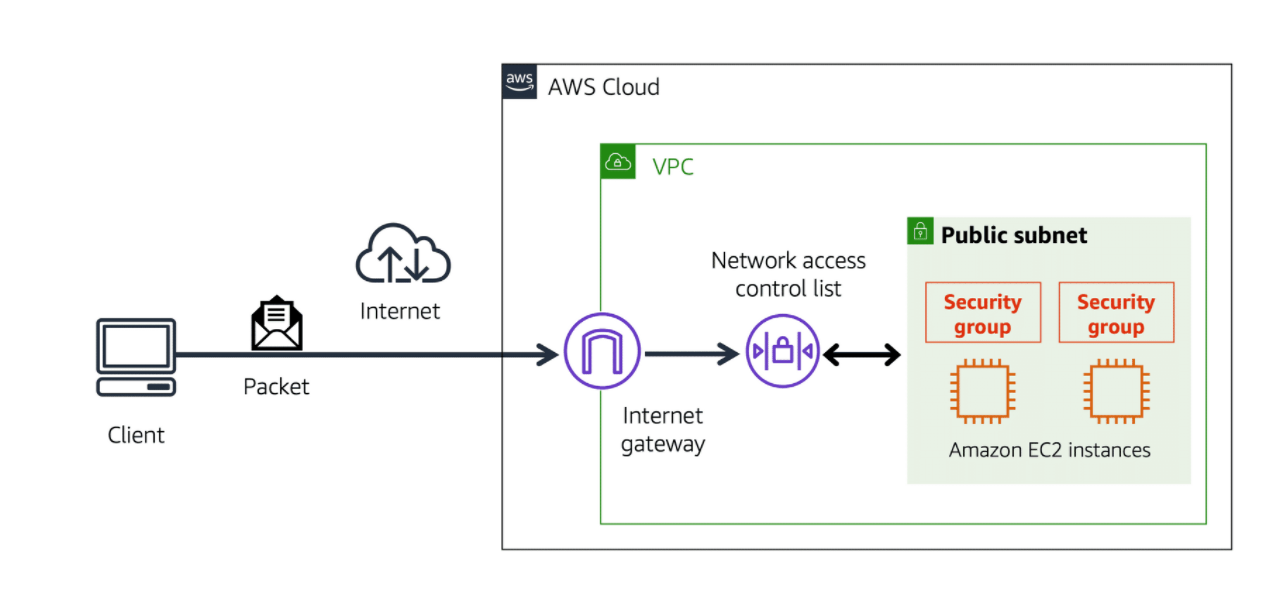 aws
AWS Cloud
VPC
Public subnet
Network access
control list
Security
group
Security
group
Internet
Packet
Client
Internet
gateway
Amazon EC2 instances